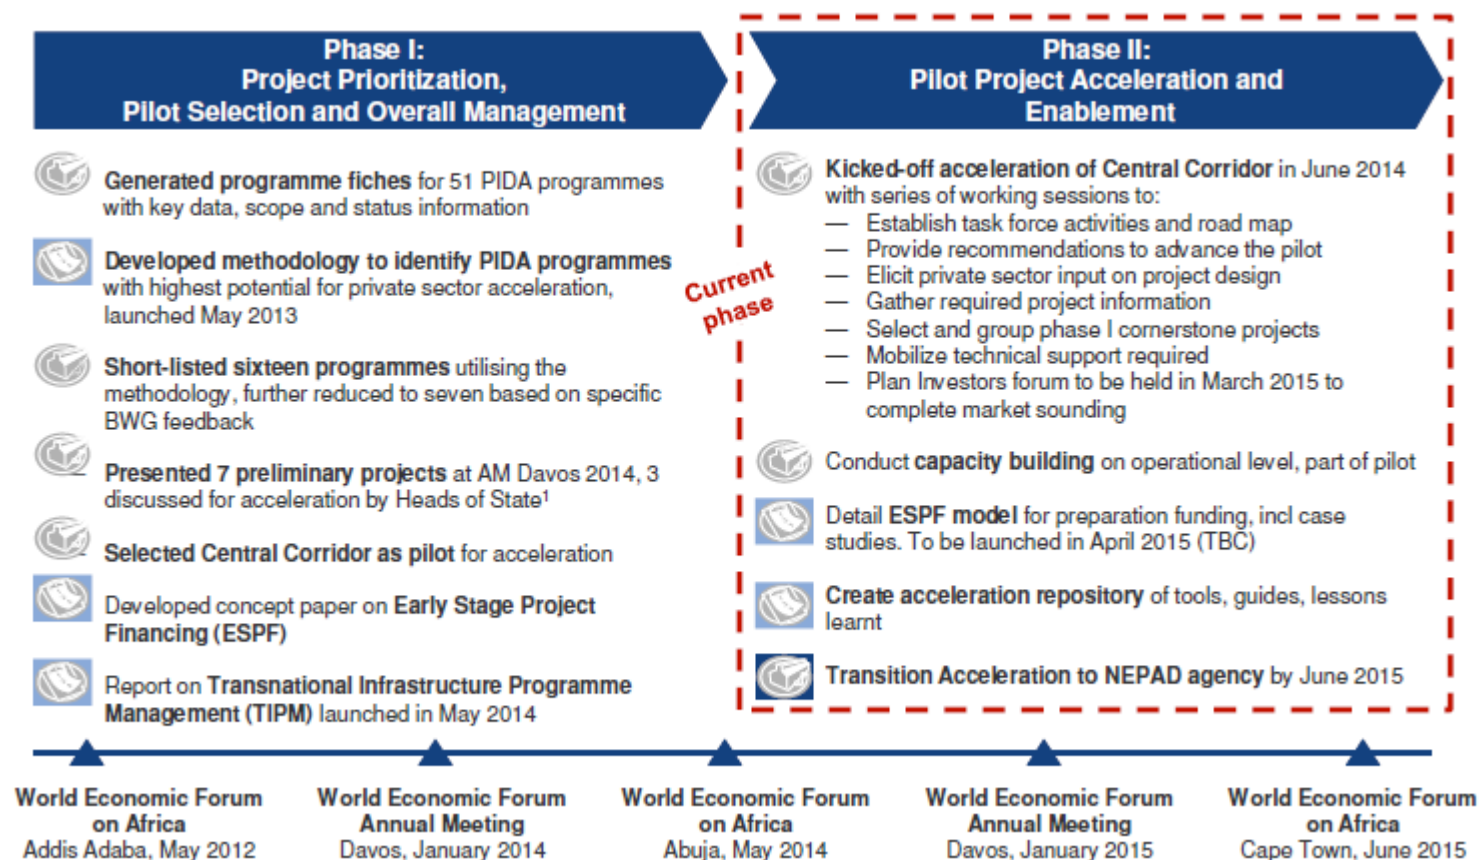 Phase I:
Project Prioritization,
Pilot Selection and Overall Management
Generated programme fiches for 51 PIDA programmes
with key data, scope and status information
Developed methodology to identify PIDA programmes
with highest potential for private sector acceleration,
launched May 2013
Short-listed sixteen programmes utilising the
methodology, further reduced to seven based on specific
BWG feedback
Presented 7 preliminary projects at AM Davos 2014, 3
discussed for acceleration by Heads of State¹
Selected Central Corridor as pilot for acceleration
Developed concept paper on Early Stage Project
Financing (ESPF)
Report on Transnational Infrastructure Programme
Management (TIPM) launched in May 2014
Current
phase
Phase II:
Pilot Project Acceleration and
Enablement
Kicked-off acceleration of Central Corridor in June 2014
with series of working sessions to:
— Establish task force activities and road map
— Provide recommendations to advance the pilot
— Elicit private sector input on project design
— Gather required project information
— Select and group phase I cornerstone projects
— Mobilize technical support required
— Plan Investors forum to be held in March 2015 to
complete market sounding
Conduct capacity building on operational level, part of pilot
Detail ESPF model for preparation funding, incl case
studies. To be launched in April 2015 (TBC)
Create acceleration repository of tools, guides, lessons
learnt
Transition Acceleration to NEPAD agency by June 2015
World Economic Forum
on Africa
Addis Adaba, May 2012
World Economic Forum
Annual Meeting
Davos, January 2014
World Economic Forum
on Africa
Abuja, May 2014
World Economic Forum
Annual Meeting
Davos, January 2015
World Economic Forum
on Africa
Cape Town, June 2015